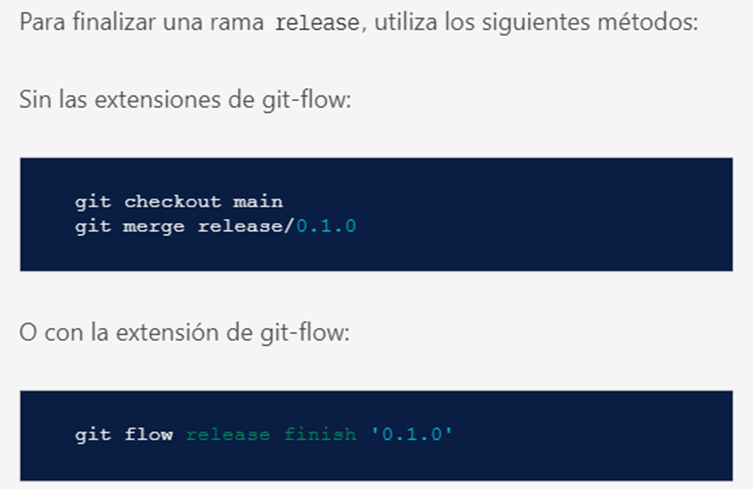 Para finalizar una rama release, utiliza los siguientes métodos:
Sin las extensiones de git-flow:
git checkout main
git merge release/0.1.0
O con la extensión de git-flow:
git flow release finish '0.1.0'